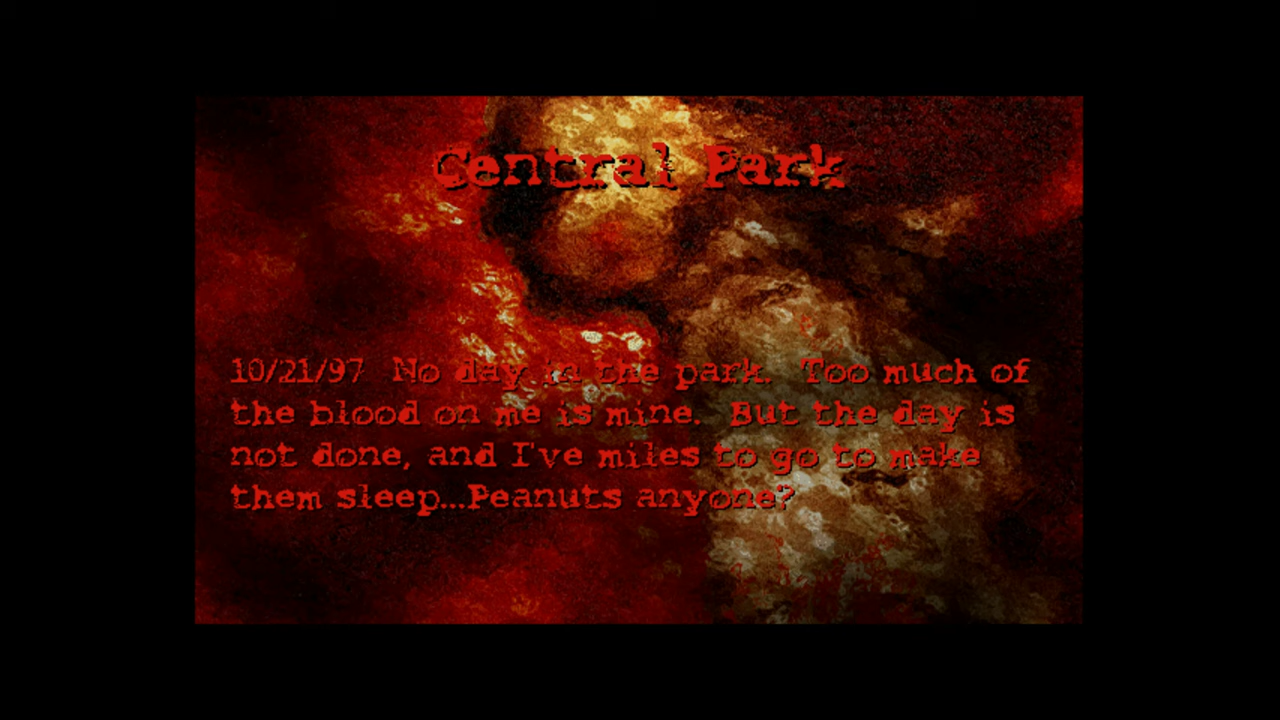 Central Park
10/21/97 No day in the park. Too much of
the blood on me is mine. But the day is
not done, and I've miles to go to make
them sleep...Peanuts anyone?